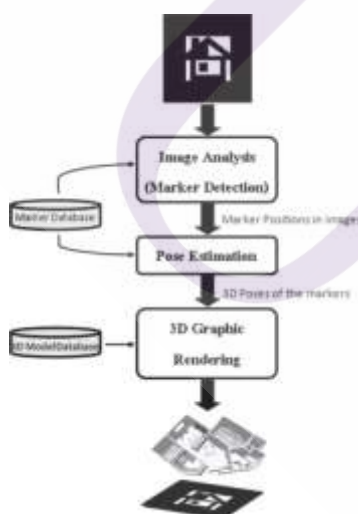 Image Analysis
(Marker Detection)
Marker Database
Marker Positions in image
Pose Estimation
3D Poses of the markers
3D Model Database
3D Graphic
Rendering